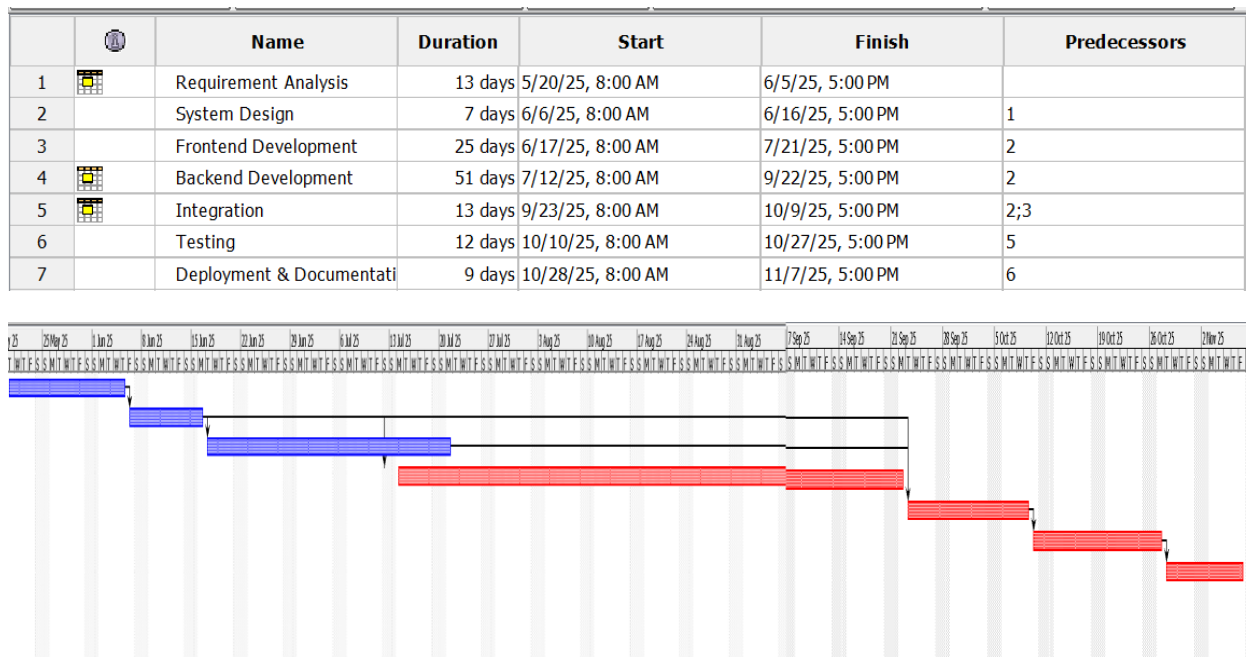 Name Duration Start Finish Predecessors
1 Requirement Analysis 13 days 5/20/25, 8:00 AM 6/5/25, 5:00 PM
2 System Design 7 days 6/6/25, 8:00 AM 6/16/25, 5:00 PM 1
3 Frontend Development 25 days 6/17/25, 8:00 AM 7/21/25, 5:00 PM 2
4 Backend Development 51 days 7/12/25, 8:00 AM 9/22/25, 5:00 PM 2
5 Integration 13 days 9/23/25, 8:00 AM 10/9/25, 5:00 PM 2;3
6 Testing 12 days 10/10/25, 8:00 AM 10/27/25, 5:00 PM 5
7 Deployment & Documentati 9 days 10/28/25, 8:00 AM 11/7/25, 5:00 PM 6
25 25 May 25 1 Jun 25 8 Jun 25 15 Jun 25 22 Jun 25 29 Jun 25 6 Jul 25 13 Jul 25 20 Jul 25 27 Jul 25 3 Aug 25 10 Aug 25 17 Aug 25 24 Aug 25 31 Aug 25 7 Sep 25 14 Sep 25 21 Sep 25 28 Sep 25 5 Oct 25 12 Oct 25 19 Oct 25 26 Oct 25 2 Nov 25
T W T F S S M T W T F S S M T W T F S S M T W T F S S M T W T F S S M T W T F S S M T W T F S S M T W T F S S M T W T F S S M T W T F S S M T W T F S S M T W T F S S M T W T F S S M T W T F S S M T W T F S S M T W T F S S M T W T F S S M T W T F S S M T W T F S S M T W T F S S M T W T F S S M T W T F S S M T W T F S S M T W T F S S M T W T F S S M T W T F